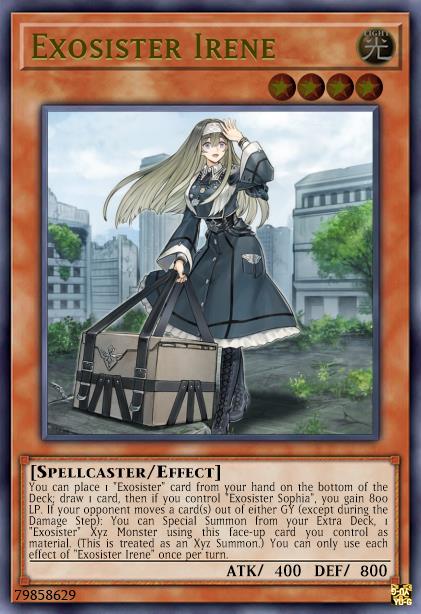 EXOSISTER IRENE
LIGHT
光
[SPELLCASTER/EFFECT]
You can place 1 "Exosister" card from your hand on the bottom of the
Deck; draw 1 card, then if you control "Exosister Sophia", you gain 800
LP. If your opponent moves a card(s) out of either GY (except during the
Damage Step): You can Special Summon from your Extra Deck, 1
"Exosister" Xyz Monster using this face-up card you control as
material. (This is treated as an Xyz Summon.) You can only use each
effect of "Exosister Irene" once per turn.
ATK/ 400 DEF/ 800
79858629